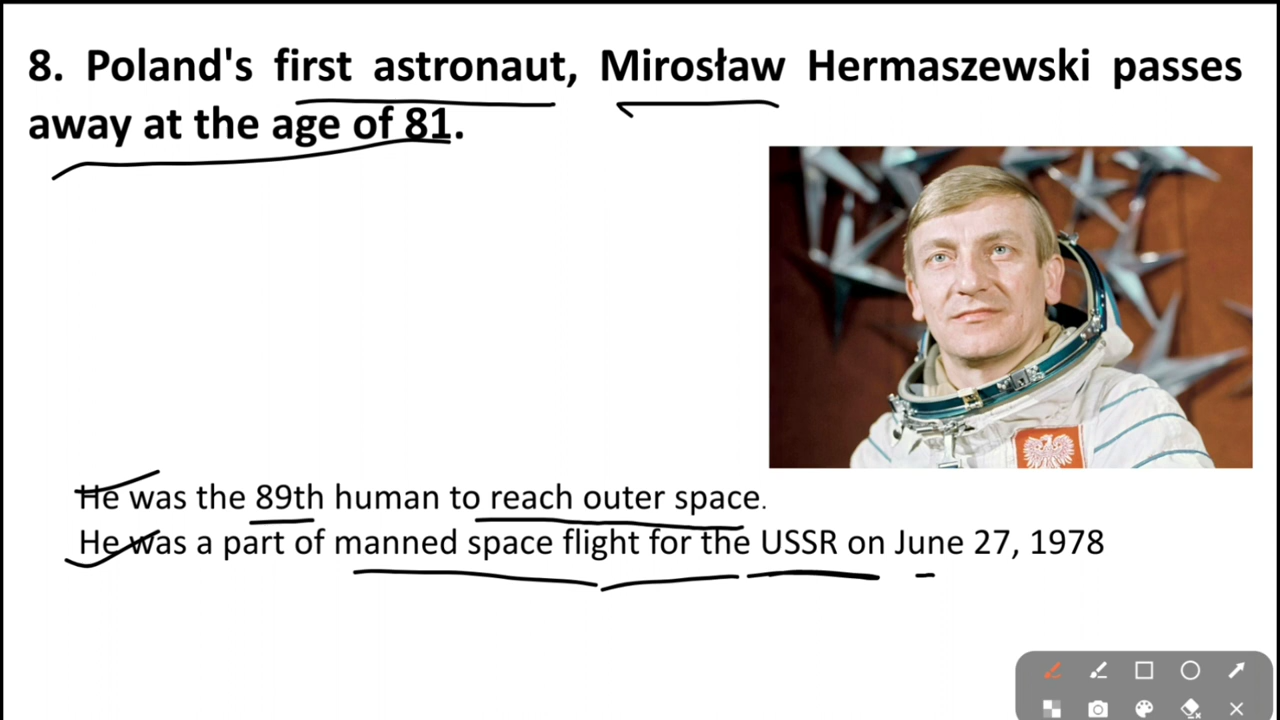 8. Poland's first astronaut, Mirosław Hermaszewski passes
away at the age of 81.
He was the 89th human to reach outer space.
He was a part of manned space flight for the USSR on June 27, 1978